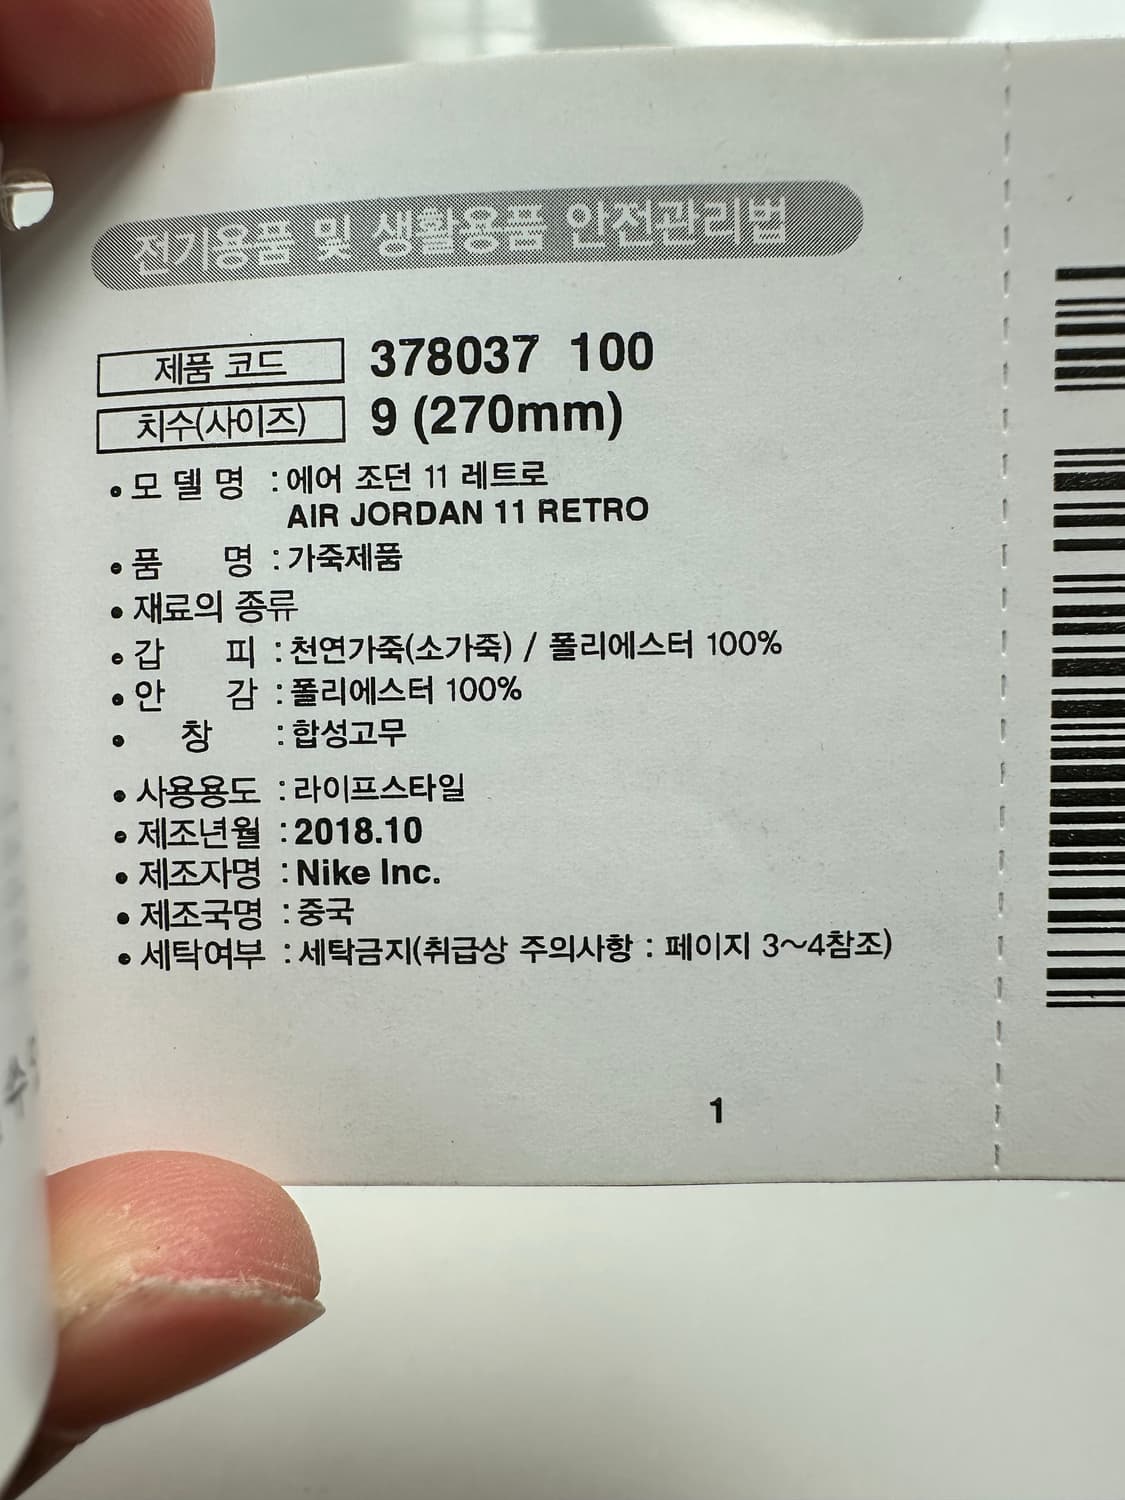 전기용품 및 생활용품 안전관리법
제품 코드 378037 100
치수(사이즈) 9 (270mm)
• 모 델 명 : 에어 조던 11 레트로
AIR JORDAN 11 RETRO
• 품 명 : 가죽제품
• 재료의 종류
• 갑 피 : 천연가죽(소가죽) / 폴리에스터 100%
• 안 감 : 폴리에스터 100%
• 창 : 합성고무
• 사용용도 : 라이프스타일
• 제조년월 : 2018.10
• 제조자명 : Nike Inc.
• 제조국명 : 중국
• 세탁여부 : 세탁금지(취급상 주의사항 : 페이지 3~4참조)
1